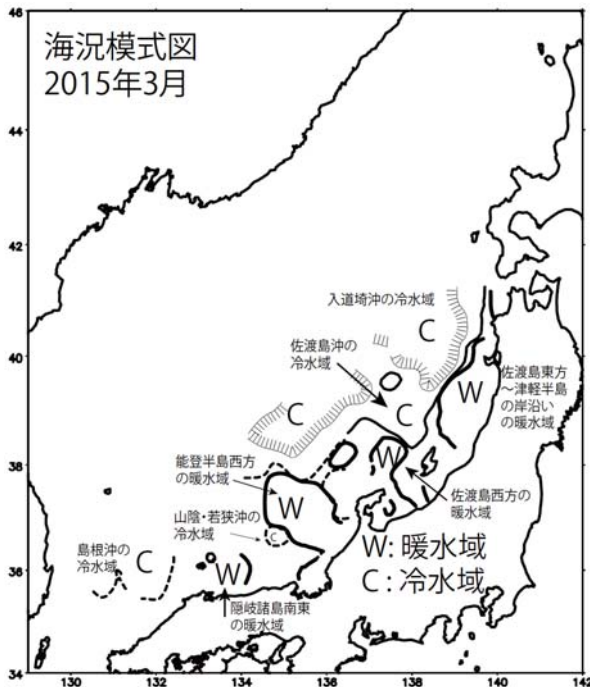 海況模式図
2015年3月
46
44
42
40
38
36
34
入道埼沖の冷水域
C
佐渡島沖の
冷水域
C
W
佐渡島東方
～津軽半島
の岸沿い
の暖水域
C
能登半島西方
の暖水域
W
W
佐渡島西方の
暖水域
山陰・若狭沖の
冷水域
C
島根沖の
冷水域
C
W
隠岐諸島南東
の暖水域
W: 暖水域
C : 冷水域
130
132
134
136
138
140
142